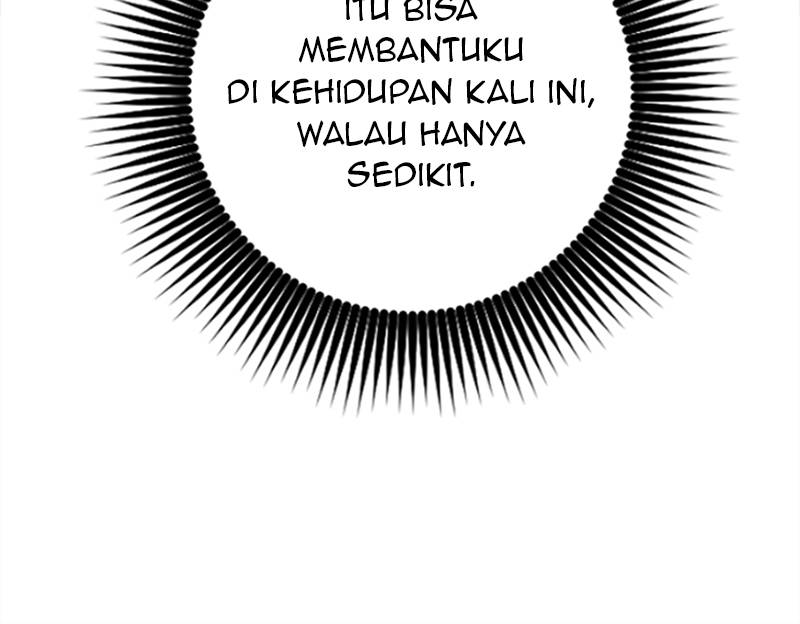 ITU BISA
MEMBANTUKU
DI KEHIDUPAN KALI INI,
WALAU HANYA
SEDIKIT.